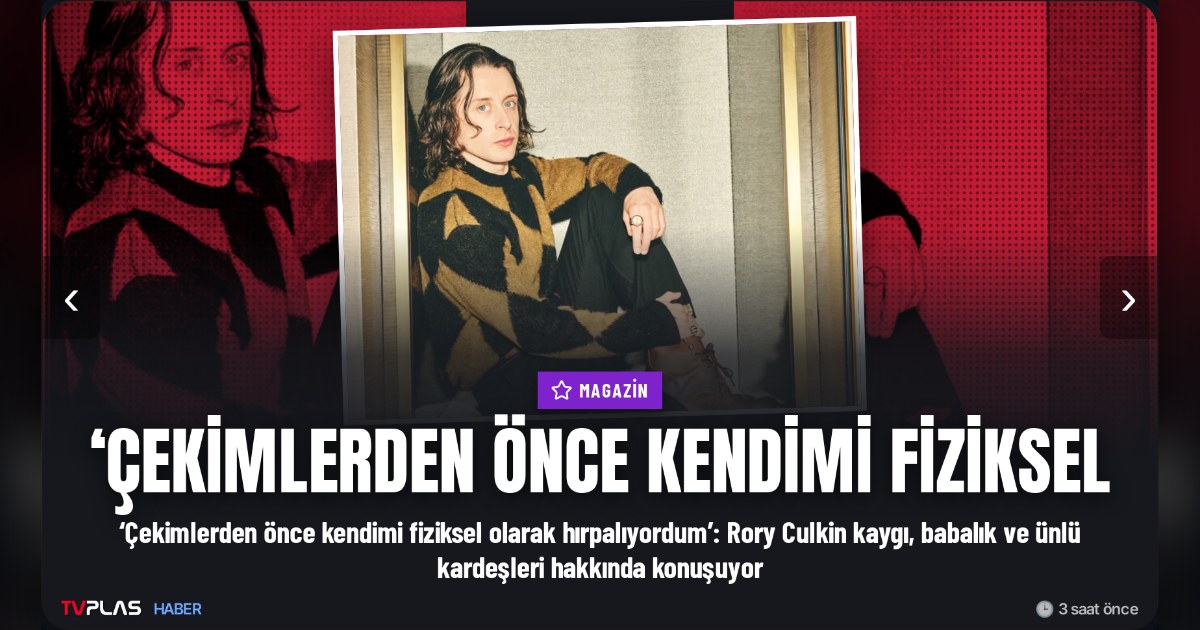 MAGAZİN
‘ÇEKİMLERDEN ÖNCE KENDİMİ FİZİKSEL
‘Çekimlerden önce kendimi fiziksel olarak hırpalıyordum’: Rory Culkin kaygı, babalık ve ünlü
kardeşleri hakkında konuşuyor
TVPLAS HABER
3 saat önce